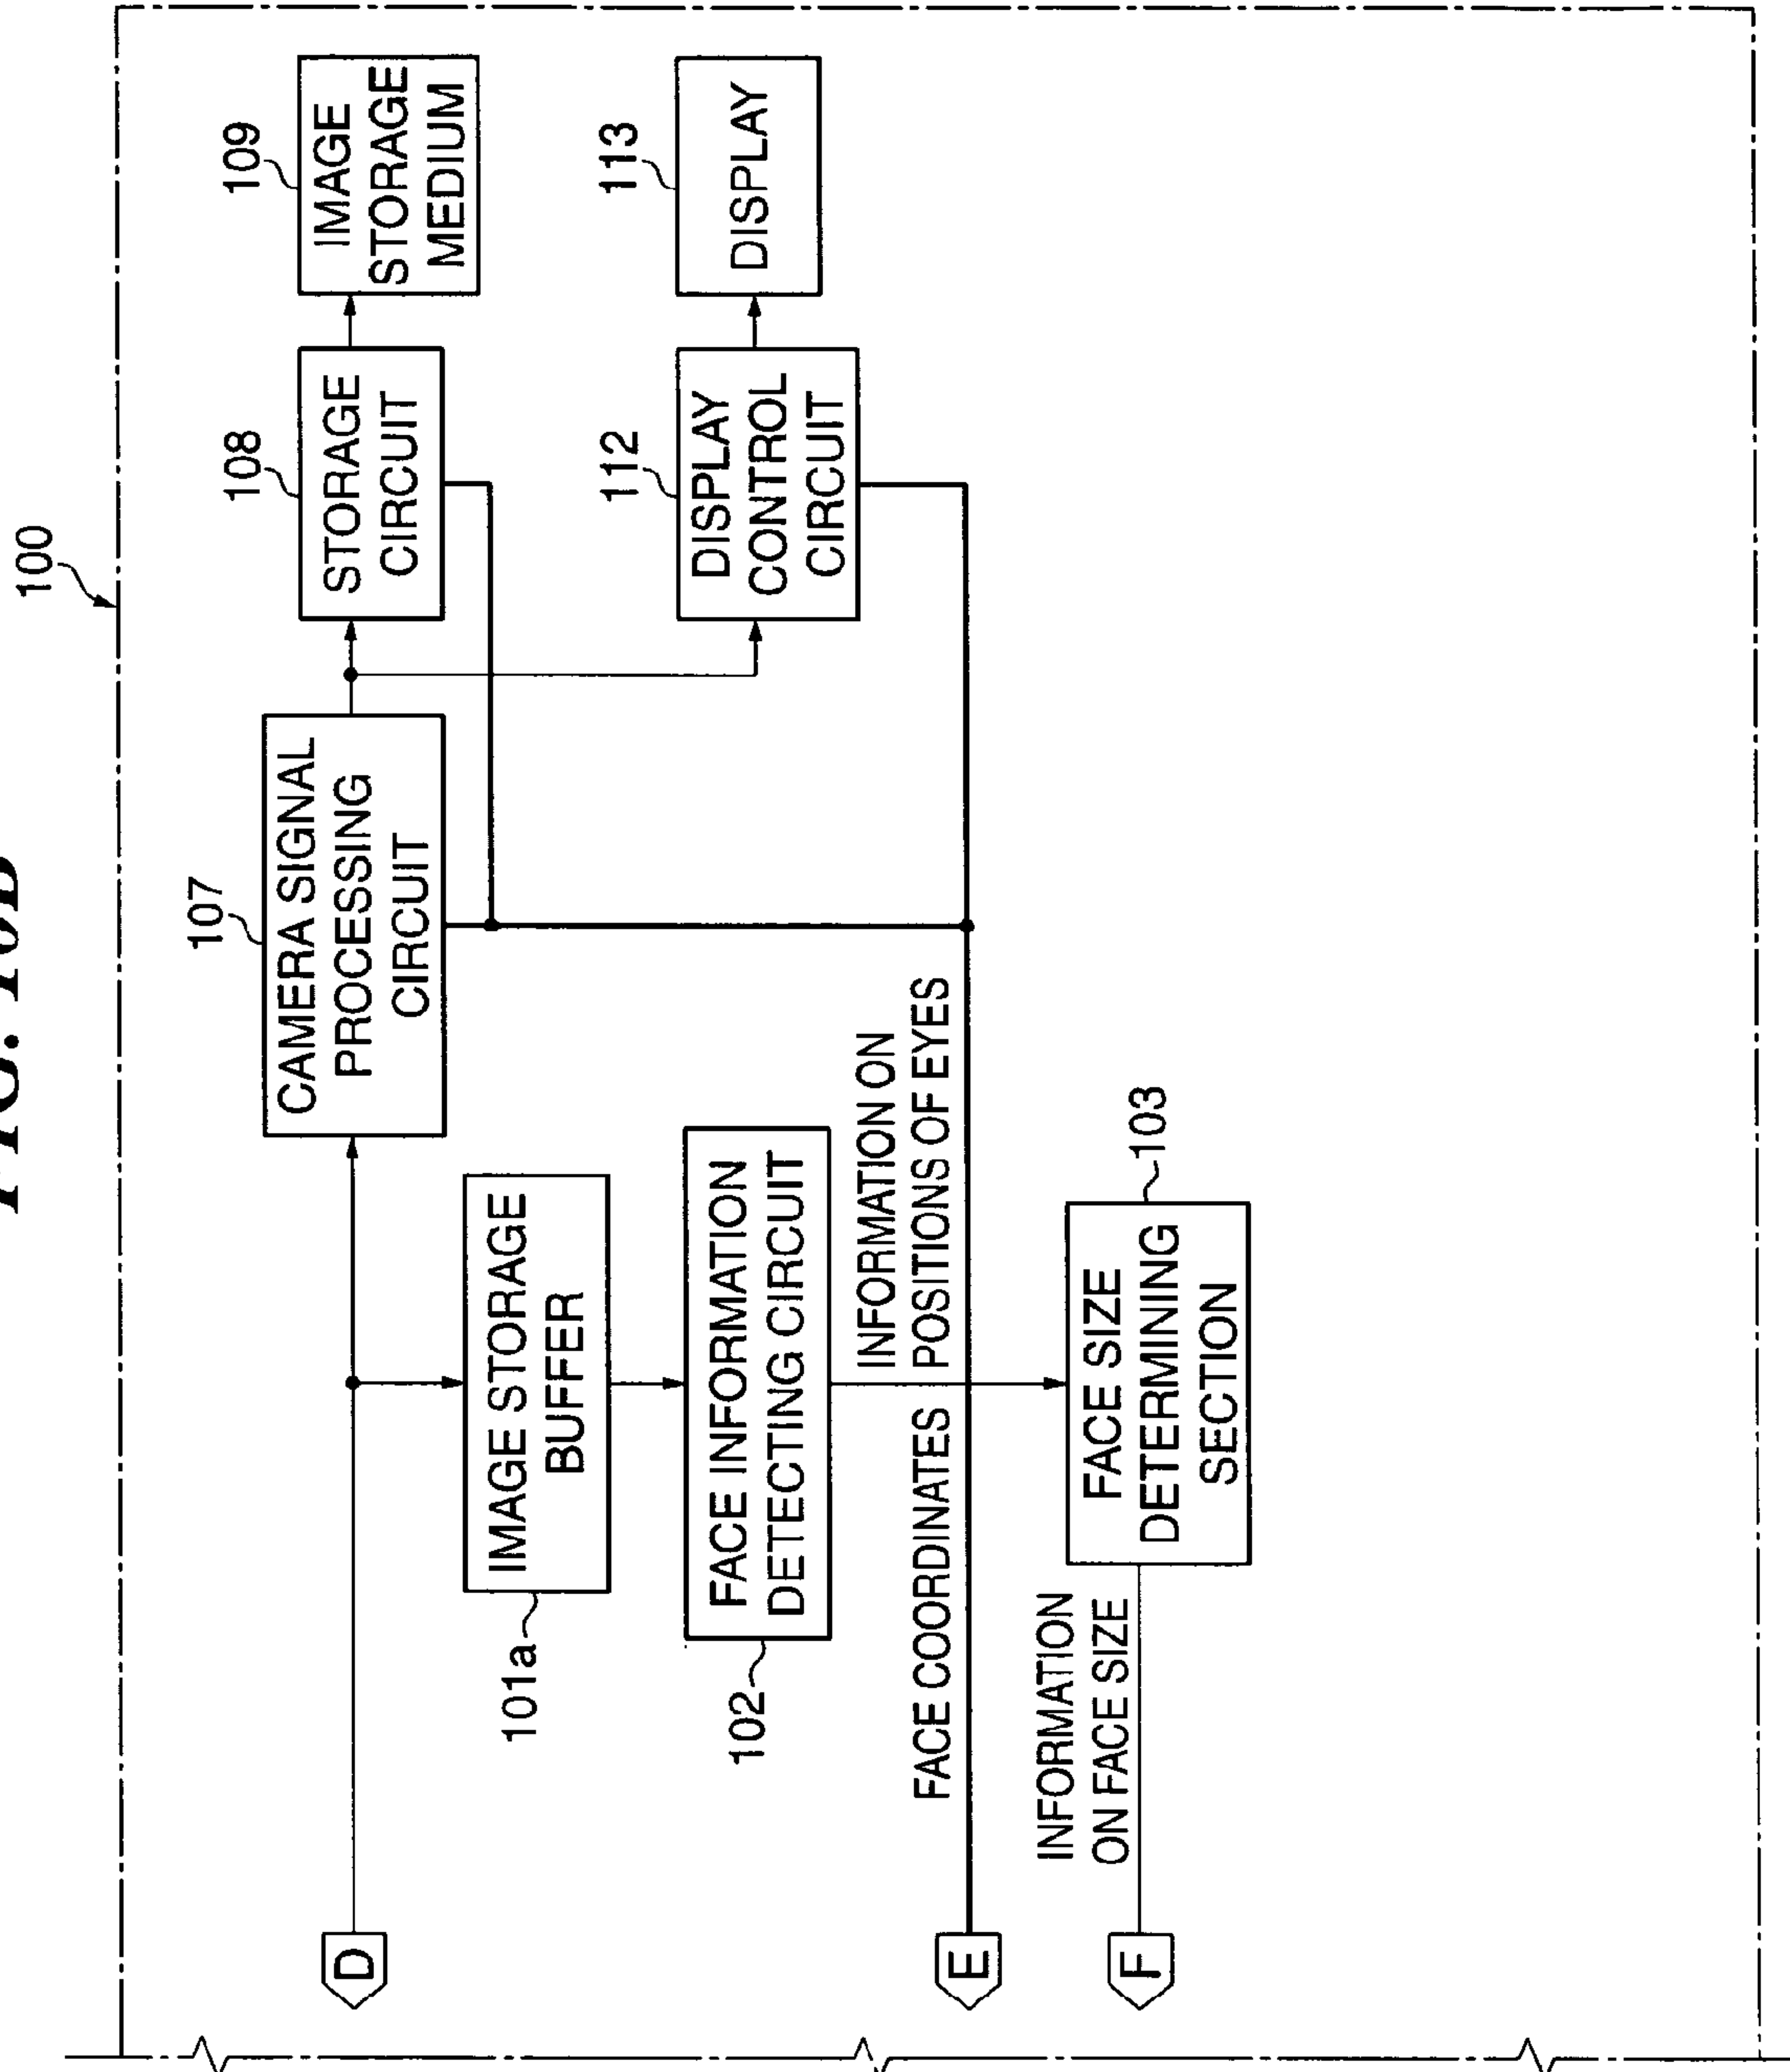 FIG.
100
107
108
109
CAMERA SIGNAL
PROCESSING
CIRCUIT
STORAGE
CIRCUIT
IMAGE
STORAGE
MEDIUM
D
101a
IMAGE STORAGE
BUFFER
112
113
DISPLAY
CONTROL
CIRCUIT
DISPLAY
102
FACE INFORMATION
DETECTING CIRCUIT
INFORMATION ON
POSITIONS OF EYES
FACE COORDINATES
E
103
INFORMATION
ON FACE SIZE
FACE SIZE
DETERMINING
SECTION
F